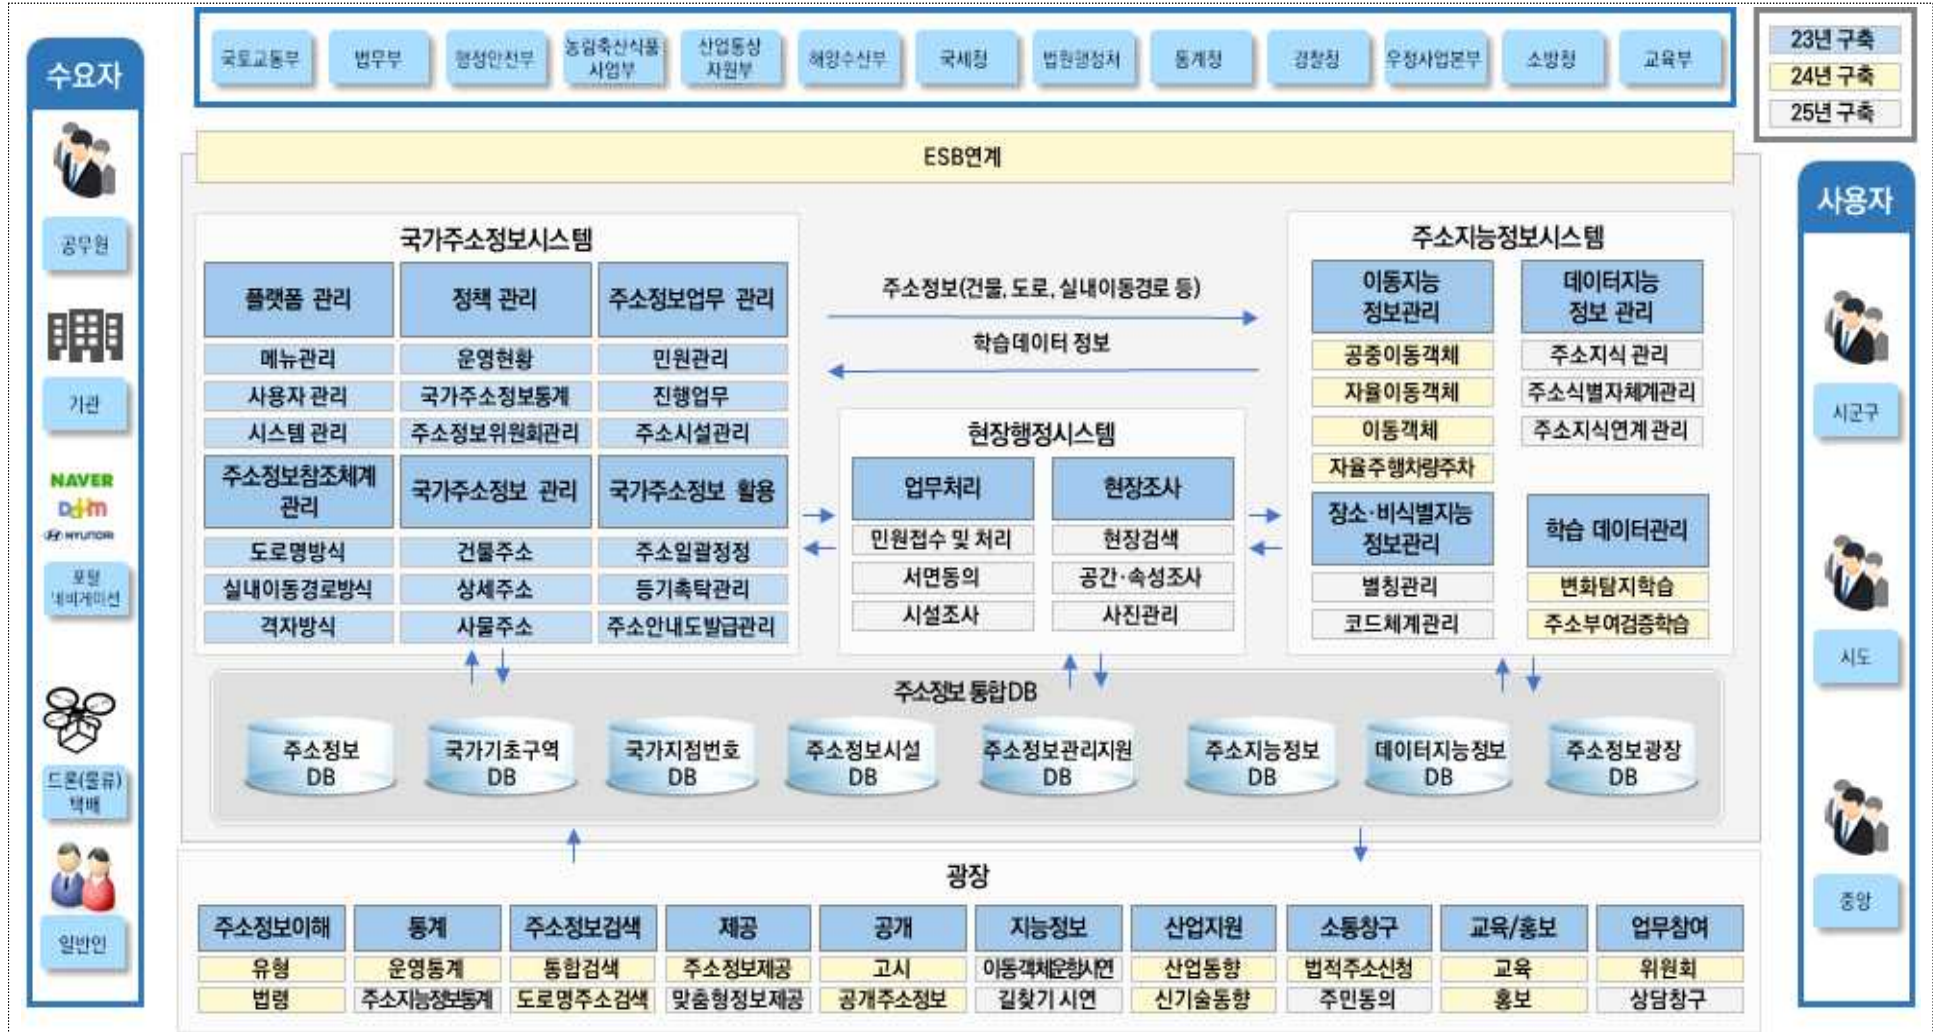 수요자
공무원
기관
NAVER
Daum
HYUNDAI
포탈
네비게이션
드론(물류)
택배
일반인
국토교통부
법무부
행정안전부
농림축산식품
사업부
산업통상
자원부
해양수산부
국세청
법원행정처
통계청
경찰청
우정사업본부
소방청
교육부
23년 구축
24년 구축
25년 구축
ESB연계
국가주소정보시스템
플랫폼 관리
메뉴관리
사용자 관리
시스템 관리
정책 관리
운영현황
국가주소정보통계
주소정보위원회관리
주소정보업무 관리
민원관리
진행업무
주소시설관리
주소정보참조체계
관리
도로명방식
실내이동경로방식
격자방식
국가주소정보 관리
건물주소
상세주소
사물주소
국가주소정보 활용
주소일괄정정
등기촉탁관리
주소안내도발급관리
주소정보(건물, 도로, 실내이동경로 등)
학습데이터 정보
현장행정시스템
업무처리
민원접수 및 처리
서면동의
시설조사
현장조사
현장검색
공간·속성조사
사진관리
주소지능정보시스템
이동지능
정보관리
공중이동객체
자율이동객체
이동객체
자율주행차량주차
데이터지능
정보 관리
주소지식 관리
주소식별자체계관리
주소지식연계 관리
장소·비식별지능
정보관리
별칭관리
코드체계관리
학습 데이터관리
변화탐지학습
주소부여검증학습
주소정보 통합DB
주소정보
DB
국가기초구역
DB
국가지점번호
DB
주소정보시설
DB
주소정보관리지원
DB
주소지능정보
DB
데이터지능정보
DB
주소정보광장
DB
광장
주소정보이해
유형
법령
통계
운영통계
주소지능정보통계
주소정보검색
통합검색
도로명주소검색
제공
주소정보제공
맞춤형정보제공
공개
고시
공개주소정보
지능정보
이동객체운항시연
길찾기 시연
산업지원
산업동향
신기술동향
소통창구
법적주소신청
주민동의
교육/홍보
교육
홍보
업무참여
위원회
상담창구
사용자
시군구
시도
중앙